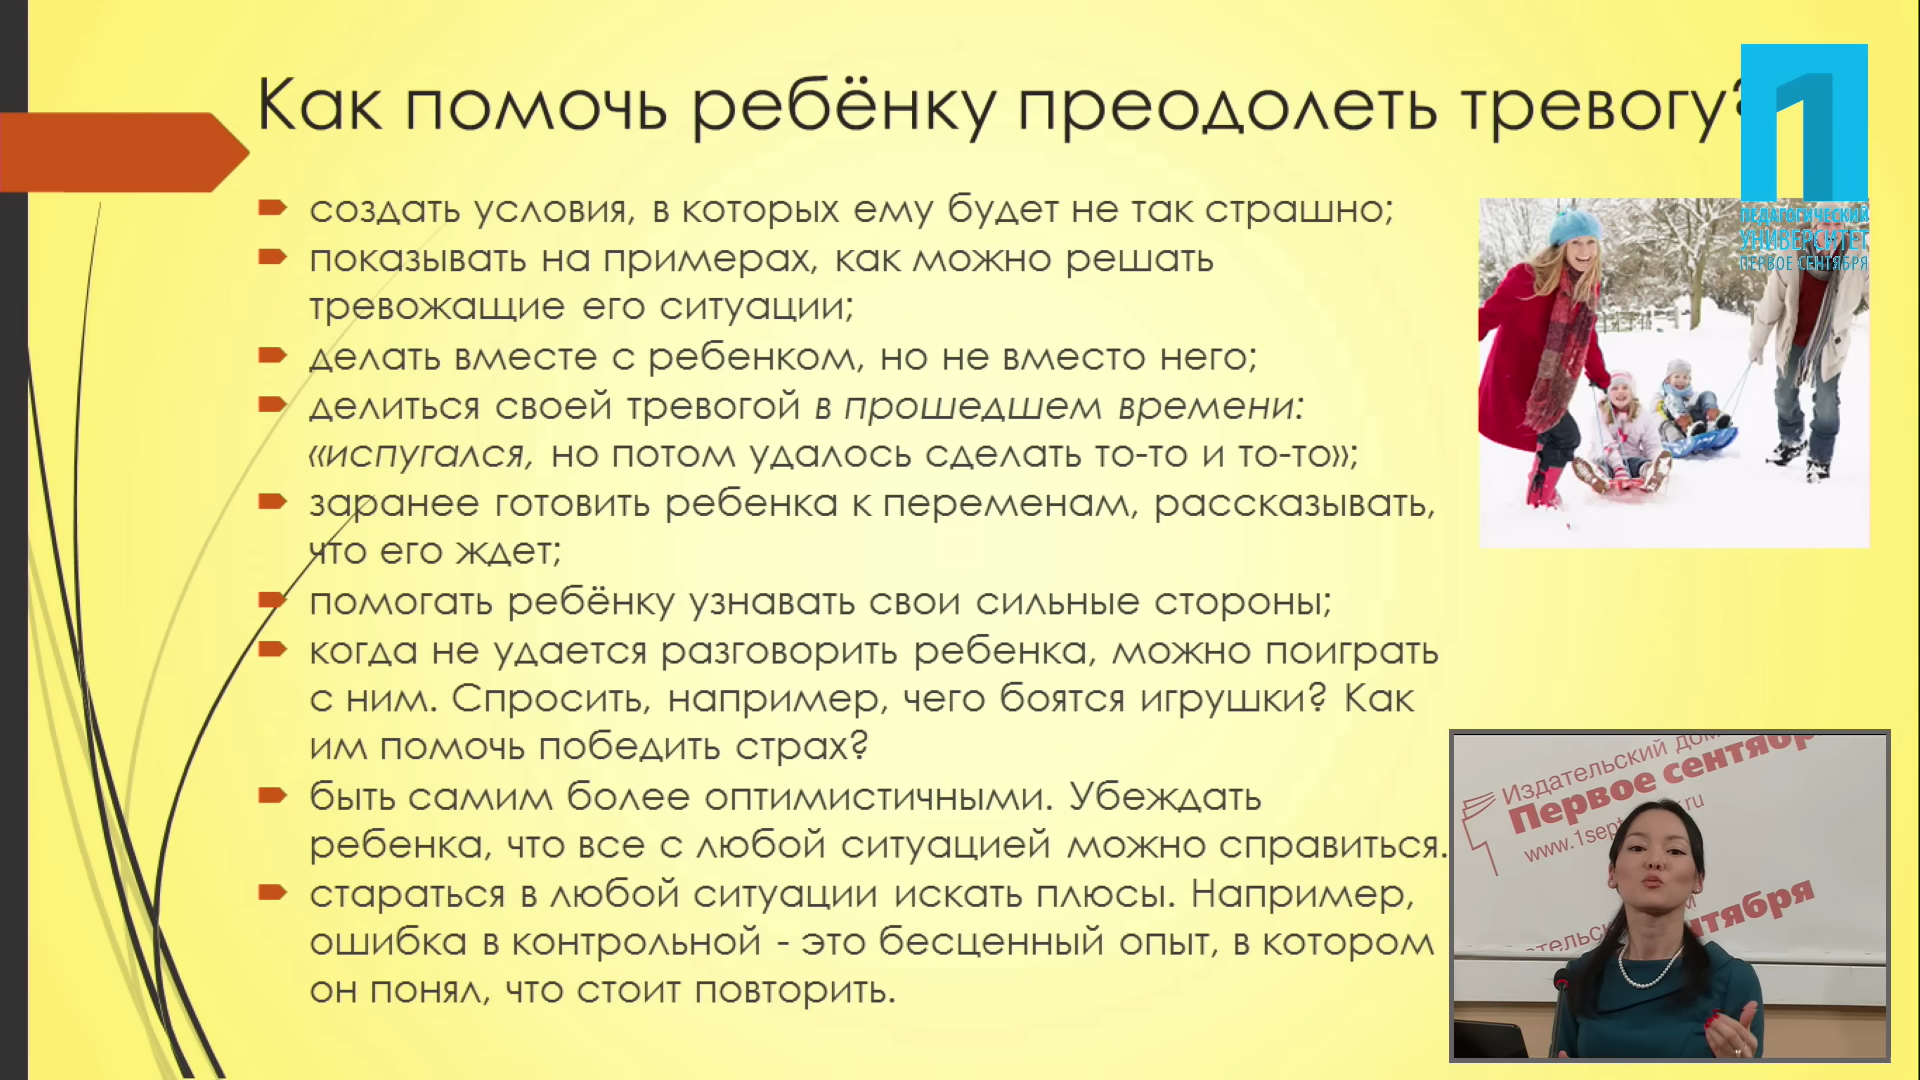 Как помочь ребёнку преодолеть тревогу?
создать условия, в которых ему будет не так страшно;
показывать на примерах, как можно решать
тревожащие его ситуации;
делать вместе с ребенком, но не вместо него;
делиться своей тревогой в прошедшем времени:
«испугался, но потом удалось сделать то-то и то-то»;
заранее готовить ребенка к переменам, рассказывать,
что его ждет;
помогать ребёнку узнавать свои сильные стороны;
когда не удается разговорить ребенка, можно поиграть
с ним. Спросить, например, чего боятся игрушки? Как
им помочь победить страх?
быть самим более оптимистичными. Убеждать
ребенка, что все с любой ситуацией можно справиться.
стараться в любой ситуации искать плюсы. Например,
ошибка в контрольной - это бесценный опыт, в котором
он понял, что стоит повторить.
1
ПЕДАГОГИЧЕСКИЙ
УНИВЕРСИТЕТ
ПЕРВОЕ СЕНТЯБРЯ
Издательский дом
Первое сентябр
www.1sept
ru